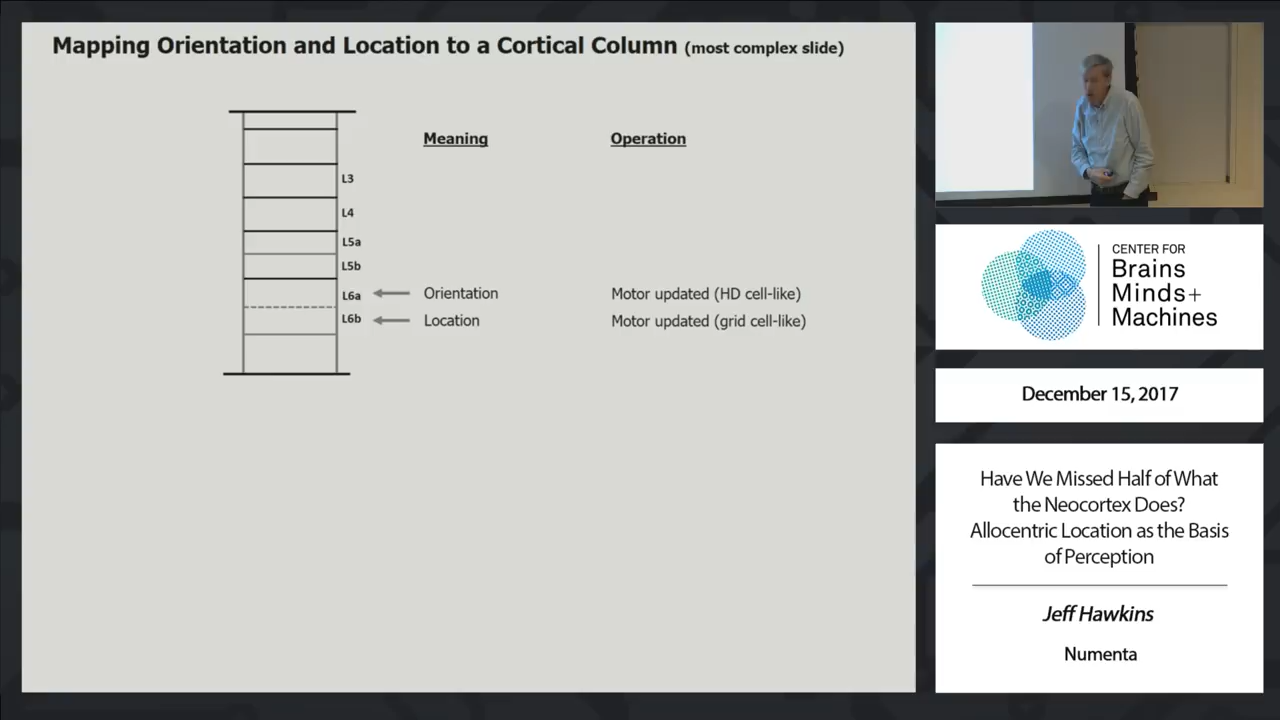 Mapping Orientation and Location to a Cortical Column (most complex slide)
Meaning
Operation
L3
L4
L5a
L5b
L6a
Orientation
Motor updated (HD cell-like)
L6b
Location
Motor updated (grid cell-like)
CENTER FOR
Brains
Minds+
Machines
December 15, 2017
Have We Missed Half of What
the Neocortex Does?
Allocentric Location as the Basis
of Perception
Jeff Hawkins
Numenta